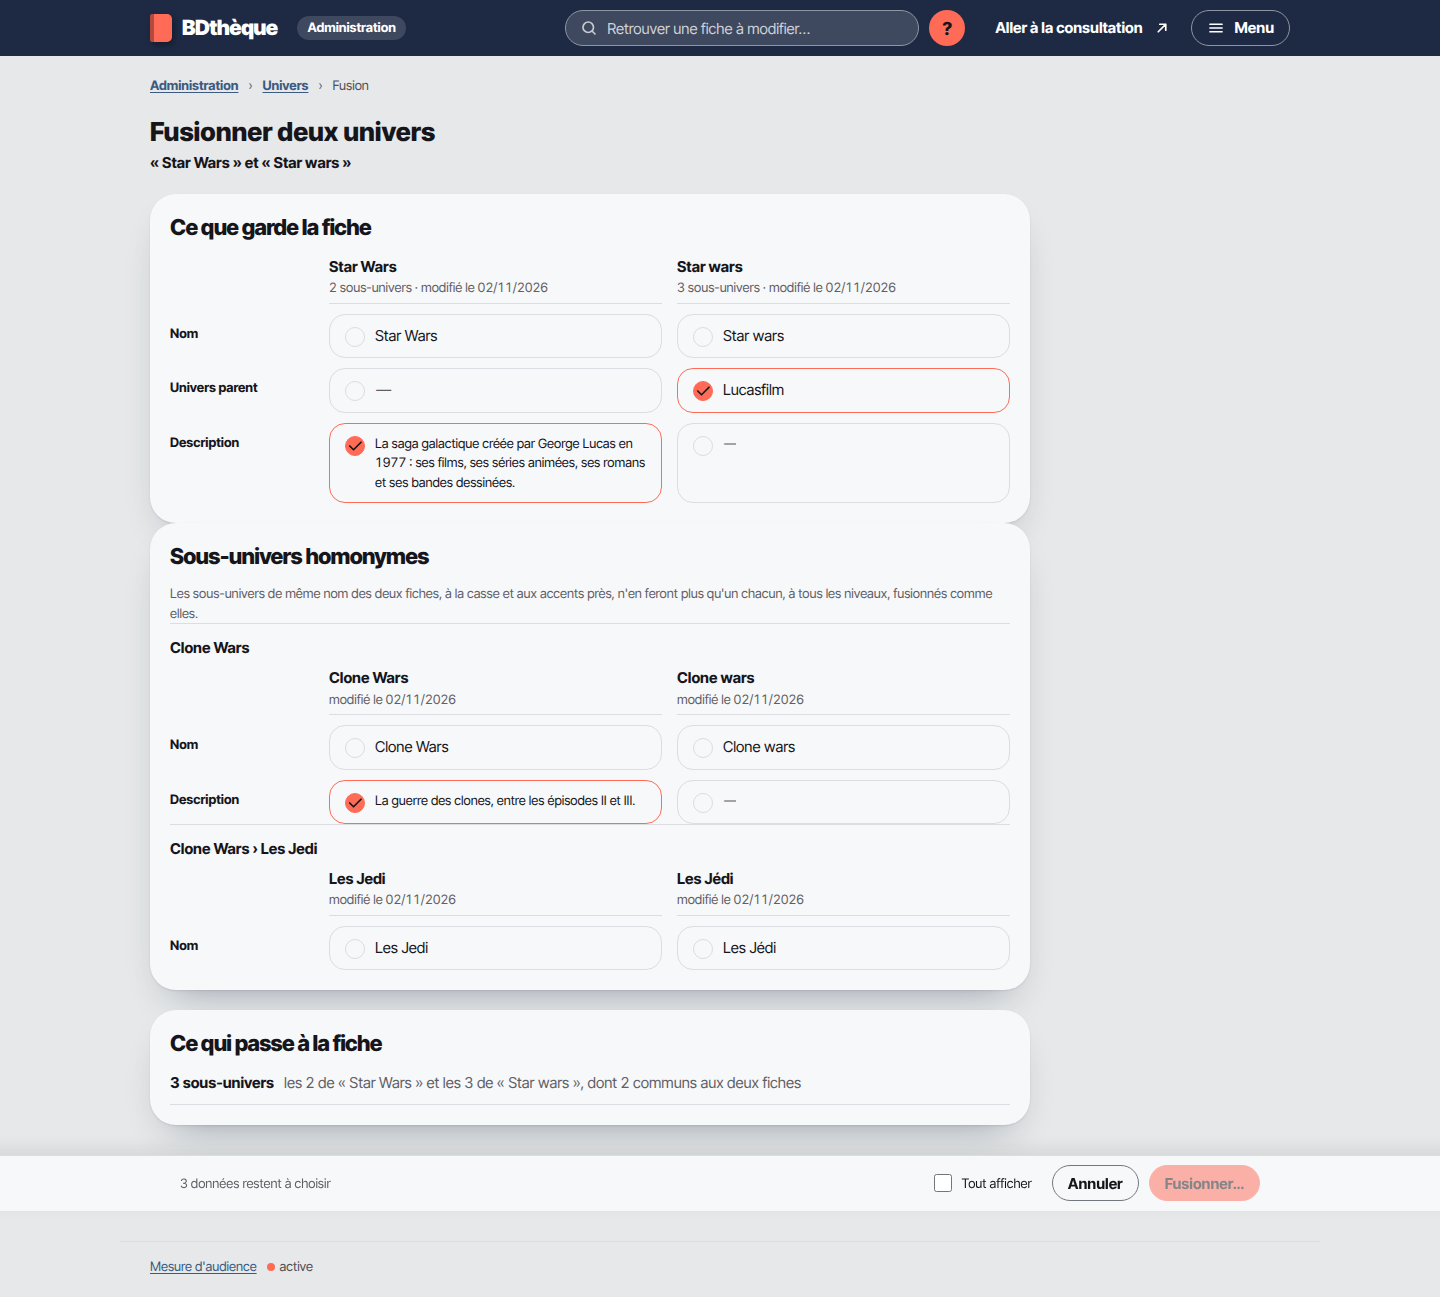 BDthèque Administration Retrouver une fiche à modifier... ? Aller à la consultation Menu
Administration › Univers › Fusion
Fusionner deux univers
« Star Wars » et « Star wars »
Ce que garde la fiche
Star Wars Star wars
2 sous-univers · modifié le 02/11/2026 3 sous-univers · modifié le 02/11/2026
Nom Star Wars Star wars
Univers parent — Lucasfilm
Description La saga galactique créée par George Lucas en —
1977 : ses films, ses séries animées, ses romans
et ses bandes dessinées.
Sous-univers homonymes
Les sous-univers de même nom des deux fiches, à la casse et aux accents près, n'en feront plus qu'un chacun, à tous les niveaux, fusionnés comme
elles.
Clone Wars
Clone Wars Clone wars
modifié le 02/11/2026 modifié le 02/11/2026
Nom Clone Wars Clone wars
Description La guerre des clones, entre les épisodes II et III. —
Clone Wars › Les Jedi
Les Jedi Les Jédi
modifié le 02/11/2026 modifié le 02/11/2026
Nom Les Jedi Les Jédi
Ce qui passe à la fiche
3 sous-univers les 2 de « Star Wars » et les 3 de « Star wars », dont 2 communs aux deux fiches
3 données restent à choisir Tout afficher Annuler Fusionner...
Mesure d'audience active